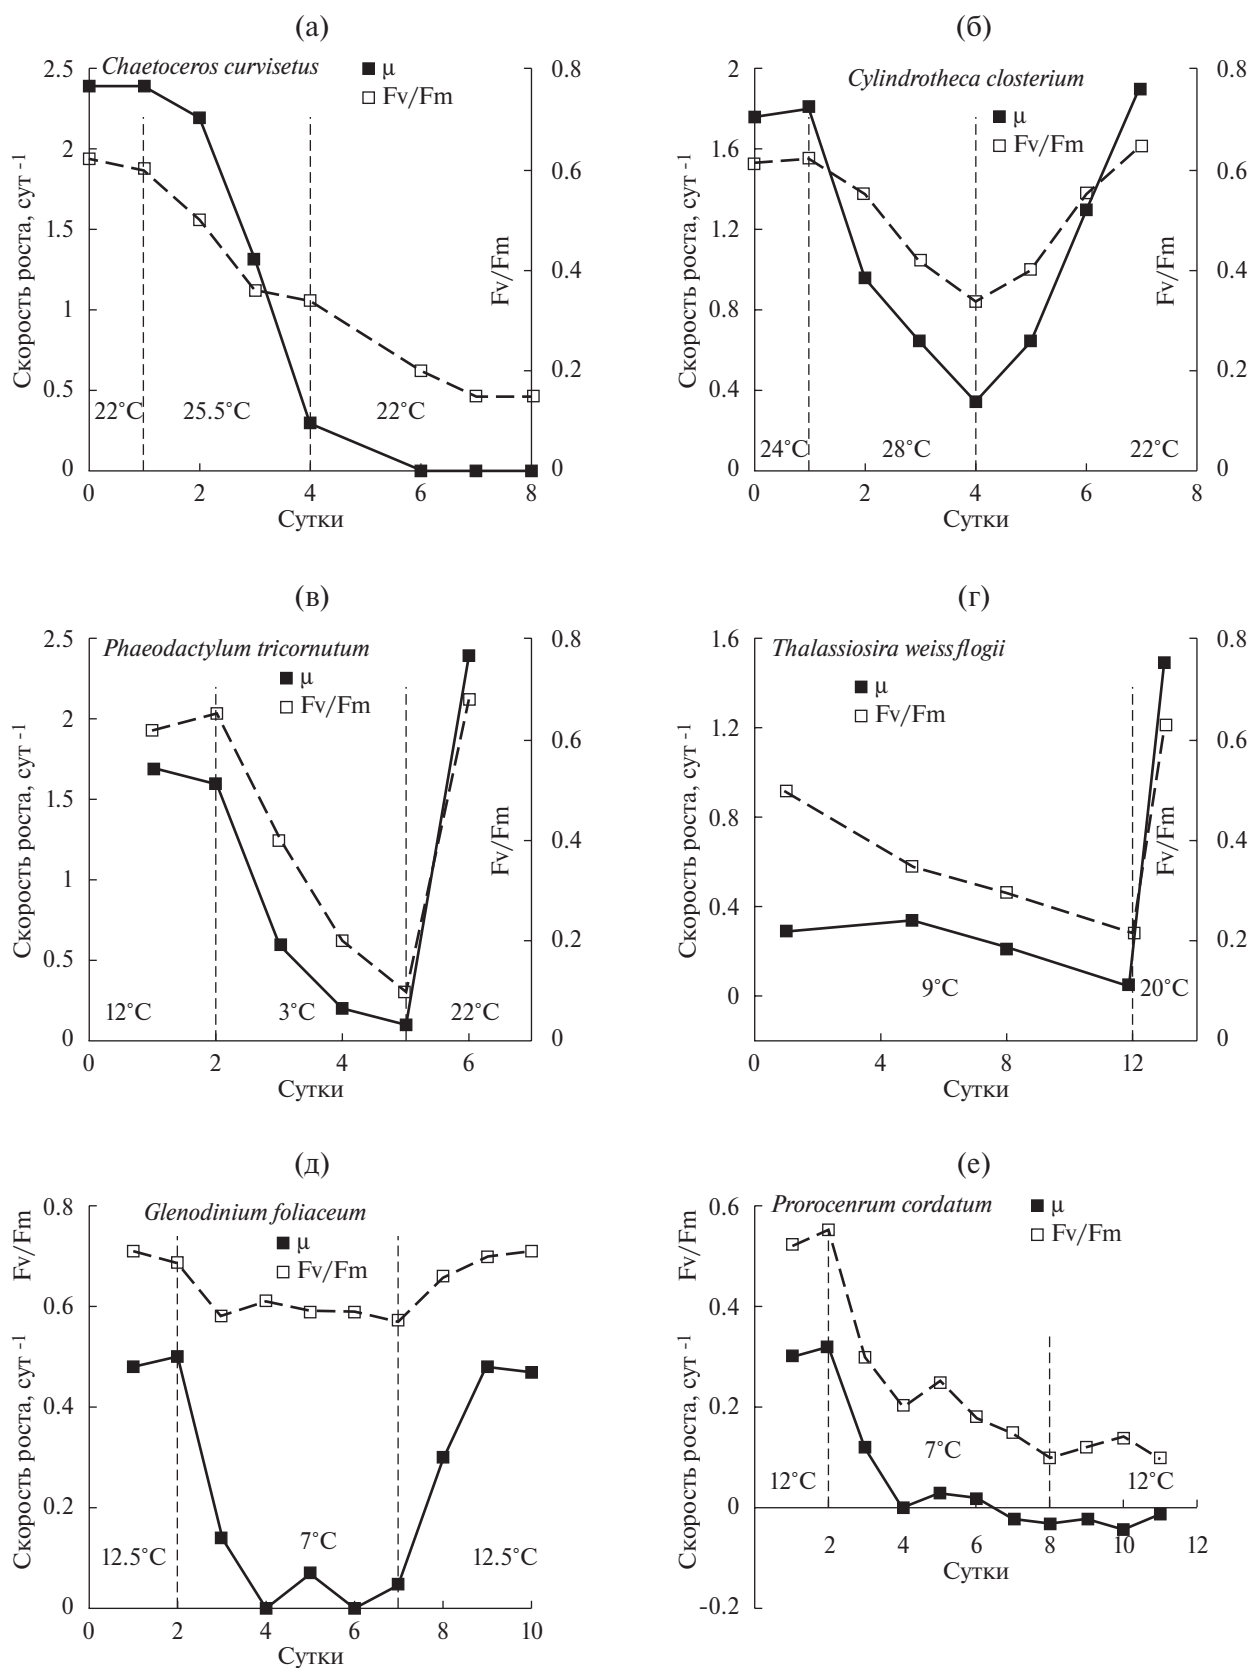 (а)
Chaetoceros curvisetus
μ
Fv/Fm
2.5
2
1.5
1
0.5
0
0.8
0.6
0.4
0.2
0
Скорость роста, сут -1
Fv/Fm
22°C
25.5°C
22°C
0 2 4 6 8
Сутки
(б)
Cylindrotheca closterium
μ
Fv/Fm
2
1.6
1.2
0.8
0.4
0
0.8
0.6
0.4
0.2
0
Скорость роста, сут -1
Fv/Fm
24°C
28°C
22°C
0 2 4 6 8
Сутки
(в)
Phaeodactylum tricornutum
μ
Fv/Fm
2.5
2
1.5
1
0.5
0
0.8
0.6
0.4
0.2
0
Скорость роста, сут -1
Fv/Fm
12°C
3°C
22°C
0 2 4 6
Сутки
(г)
Thalassiosira weissflogii
μ
Fv/Fm
1.6
1.2
0.8
0.4
0
0.8
0.6
0.4
0.2
0
Скорость роста, сут -1
Fv/Fm
9°C
20°C
0 4 8 12
Сутки
(д)
Glenodinium foliaceum
μ
Fv/Fm
0.8
0.6
0.4
0.2
0
Fv/Fm
Скорость роста, сут -1
12.5°C
7°C
12.5°C
0 2 4 6 8 10
Сутки
(е)
Prorocenrum cordatum
μ
Fv/Fm
0.6
0.4
0.2
0
-0.2
Fv/Fm
Скорость роста, сут -1
12°C
7°C
12°C
2 4 6 8 10 12
Сутки